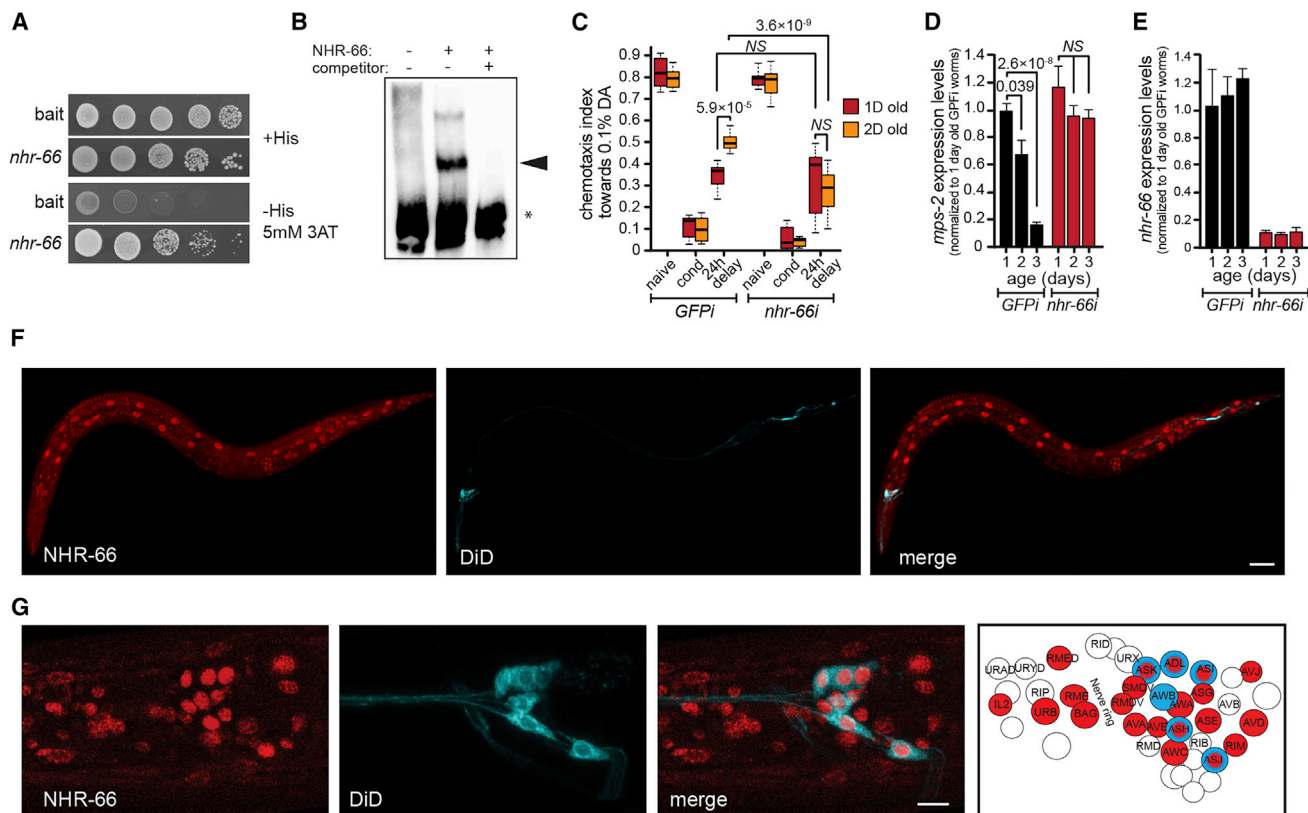 A
bait
nhr-66
+His
bait
nhr-66
-His
5mM 3AT
B
NHR-66: - + +
competitor: - - +
*
C
3.6×10⁻⁹
NS
5.9×10⁻⁵
NS
1D old
2D old
chemotaxis index
towards 0.1% DA
0.9
0.8
0.7
0.6
0.5
0.4
0.3
0.2
0.1
0
naive
cond
24h
delay
naive
cond
24h
delay
GFPi
nhr-66i
D
2.6×10⁻⁸
0.039
NS
mps-2 expression levels
(normalized to 1 day old GPFi worms)
1.4
1.2
1.0
0.8
0.6
0.4
0.2
0
1 2 3 1 2 3
age (days)
GFPi nhr-66i
E
nhr-66 expression levels
(normalized to 1 day old GFPi worms)
1.4
1.2
1.0
0.8
0.6
0.4
0.2
0
1 2 3 1 2 3
age (days)
GFPi nhr-66i
F
NHR-66
DiD
merge
G
NHR-66
DiD
merge
RID
URX
URAD
URYD
RMED
ASK
ADL
ASI
AVJ
IL2
RIP
URB
RME
BAG
Nerve ring
SMDV
RMDV
AWB
AWA
ASG
AVB
AVA
AVE
ASH
ASE
AVD
RMD
RIB
RIM
AWC
ASJ